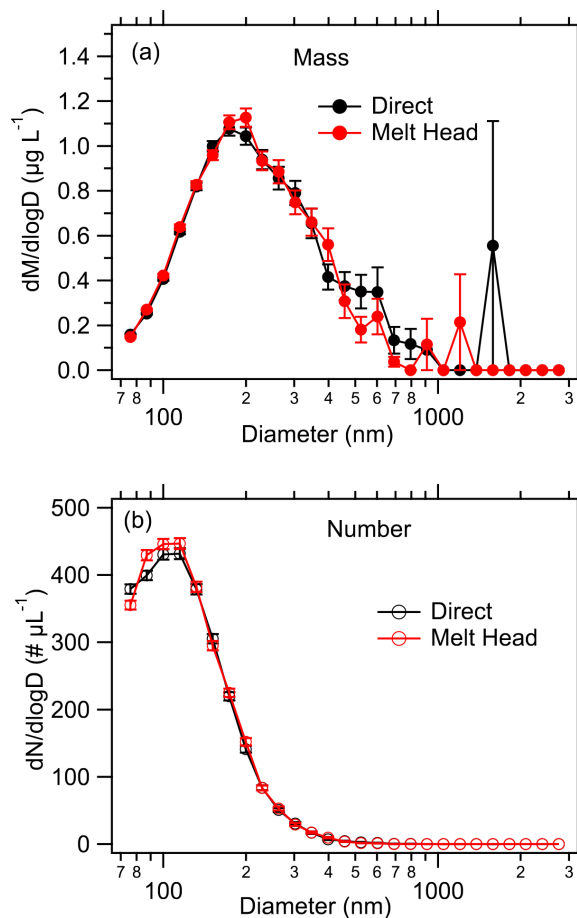 (a)
Mass
Direct
Melt Head
dM/dlogD (µg L⁻¹)
1.4
1.2
1.0
0.8
0.6
0.4
0.2
0.0
7 8 100 2 3 4 5 6 7 8 1000 2 3
Diameter (nm)
(b)
Number
Direct
Melt Head
dN/dlogD (# µL⁻¹)
500
400
300
200
100
0
7 8 100 2 3 4 5 6 7 8 1000 2 3
Diameter (nm)